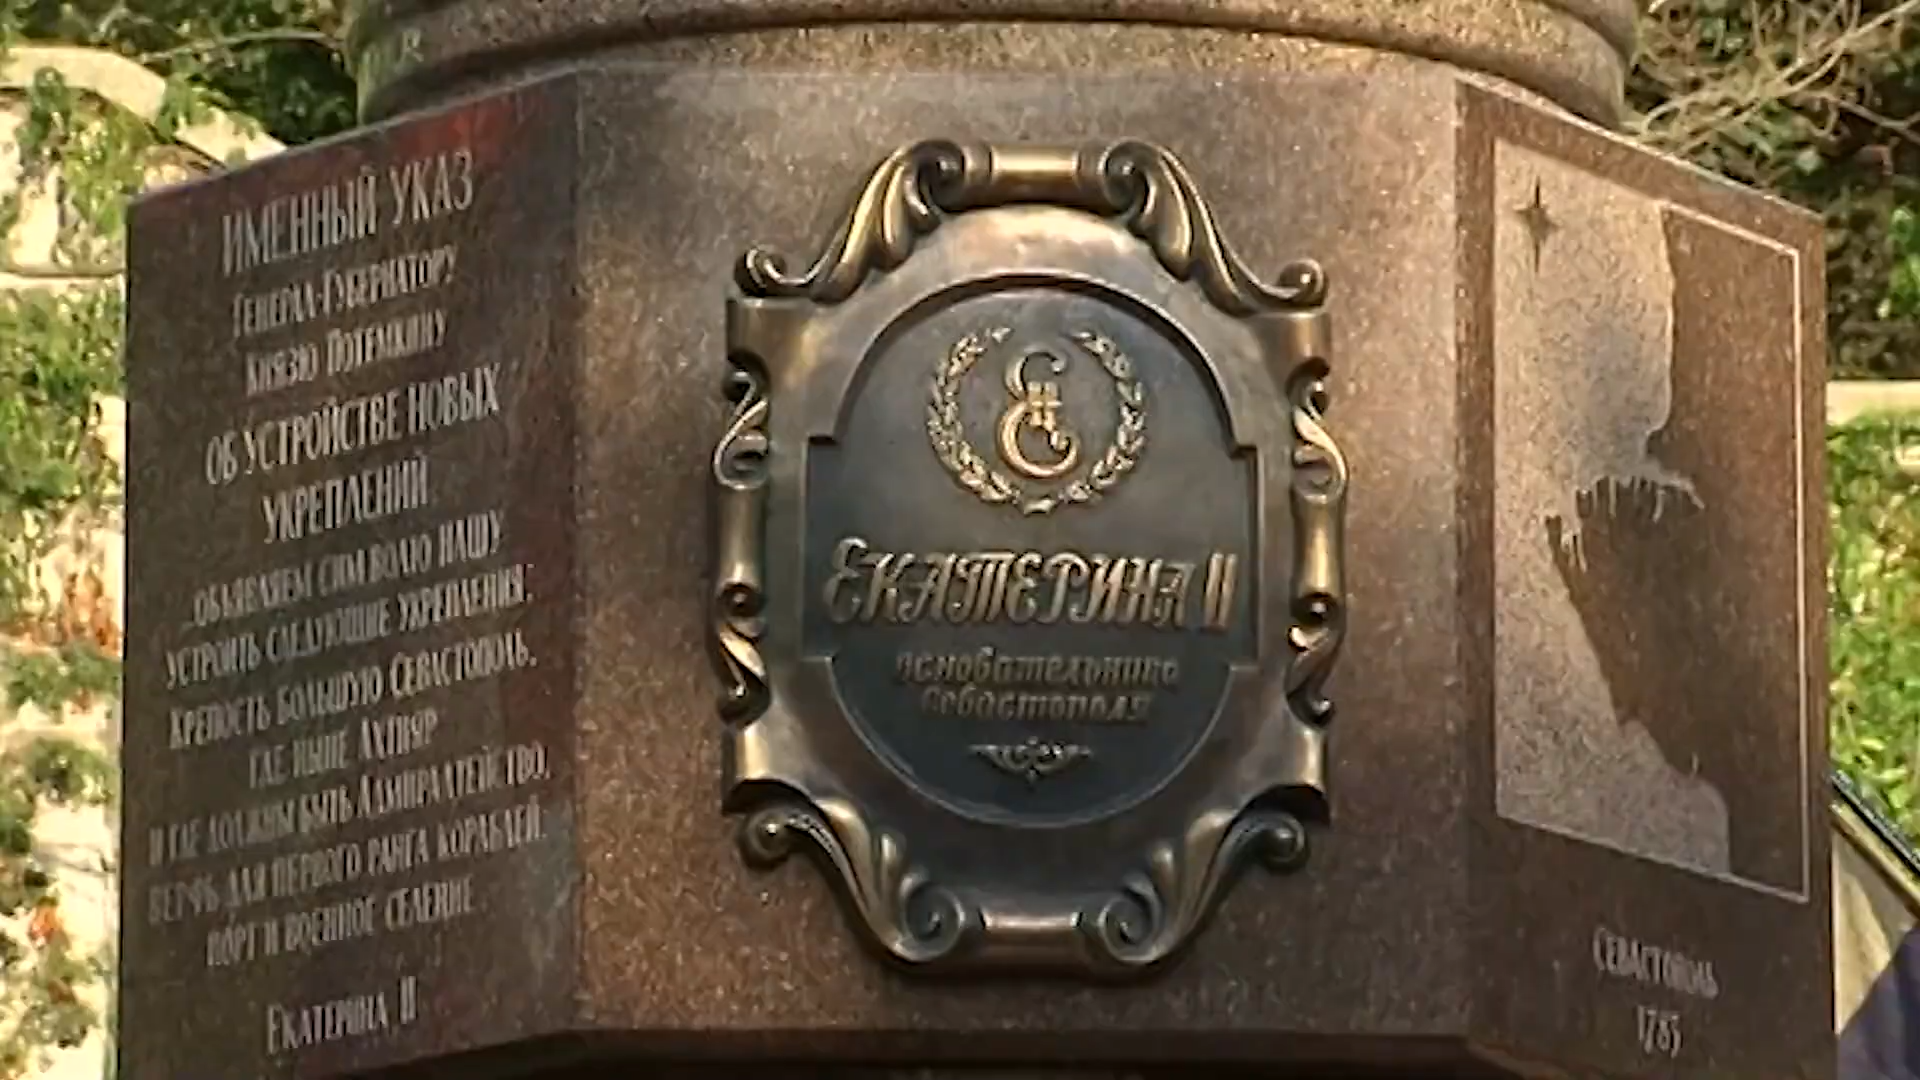 ИМЕННЫЙ УКАЗ
ГЕНЕРАЛ-ГУБЕРНАТОРУ
КНЯЗЮ ПОТЕМКИНУ
ОБ УСТРОЙСТВЕ НОВЫХ
УКРЕПЛЕНИЙ
...ОБЪЯВЛЯЕМ СИМ ВОЛЮ НАШУ
УСТРОИТЬ СЛЕДУЮЩИЕ УКРЕПЛЕНИЯ:
КРЕПОСТЬ БОЛЬШУЮ СЕВАСТОПОЛЬ,
ГДЕ НЫНЕ АХТИЯР
И ГДЕ ДОЛЖНЫ БЫТЬ АДМИРАЛТЕЙСТВО,
ВЕРФЬ ДЛЯ ПЕРВОГО РАНГА КОРАБЛЕЙ,
ПОРТ И ВОЕННОЕ СЕЛЕНИЕ
ЕКАТЕРИНА II
Е II
ЕКАТЕРИНА II
основательнице
Севастополя
СЕВАСТОПОЛЬ
1783